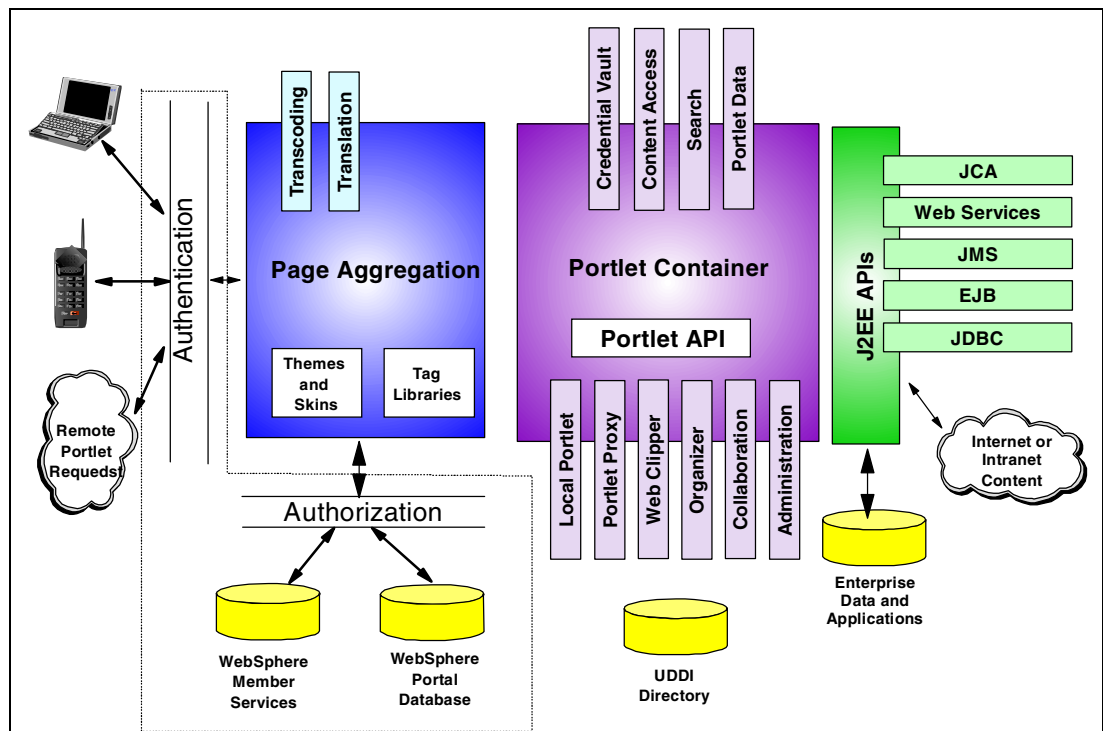 Transcoding
Translation
Credential Vault
Content Access
Search
Portlet Data
JCA
Web Services
JMS
EJB
JDBC
J2EE APIs
Authentication
Page Aggregation
Portlet Container
Portlet API
Themes
and
Skins
Tag
Libraries
Remote
Portlet
Requedst
Local Portlet
Portlet Proxy
Web Clipper
Organizer
Collaboration
Administration
Internet or
Intranet
Content
Authorization
WebSphere
Member
Services
WebSphere
Portal
Database
UDDI
Directory
Enterprise
Data and
Applications